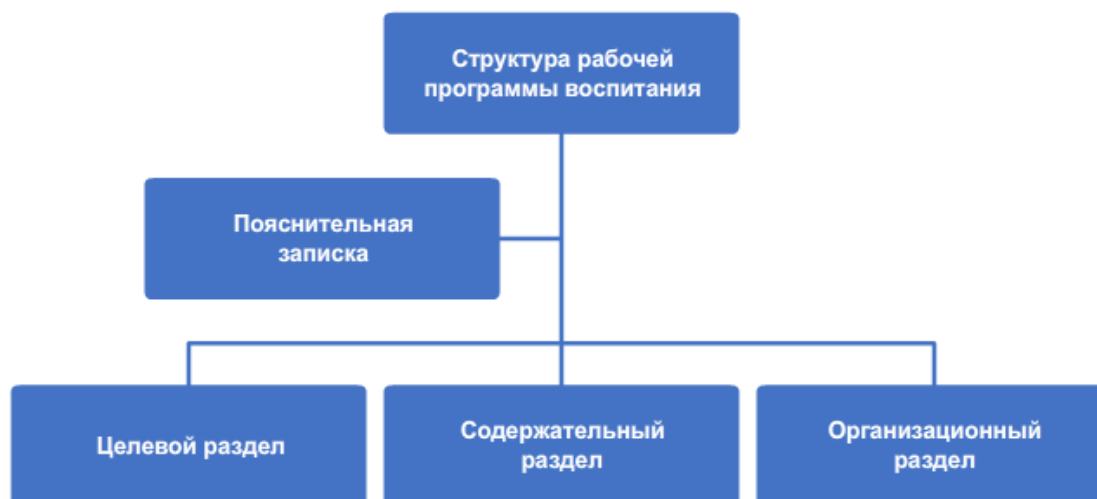 Структура рабочей
программы воспитания
Пояснительная
записка
Целевой раздел
Содержательный
раздел
Организационный
раздел